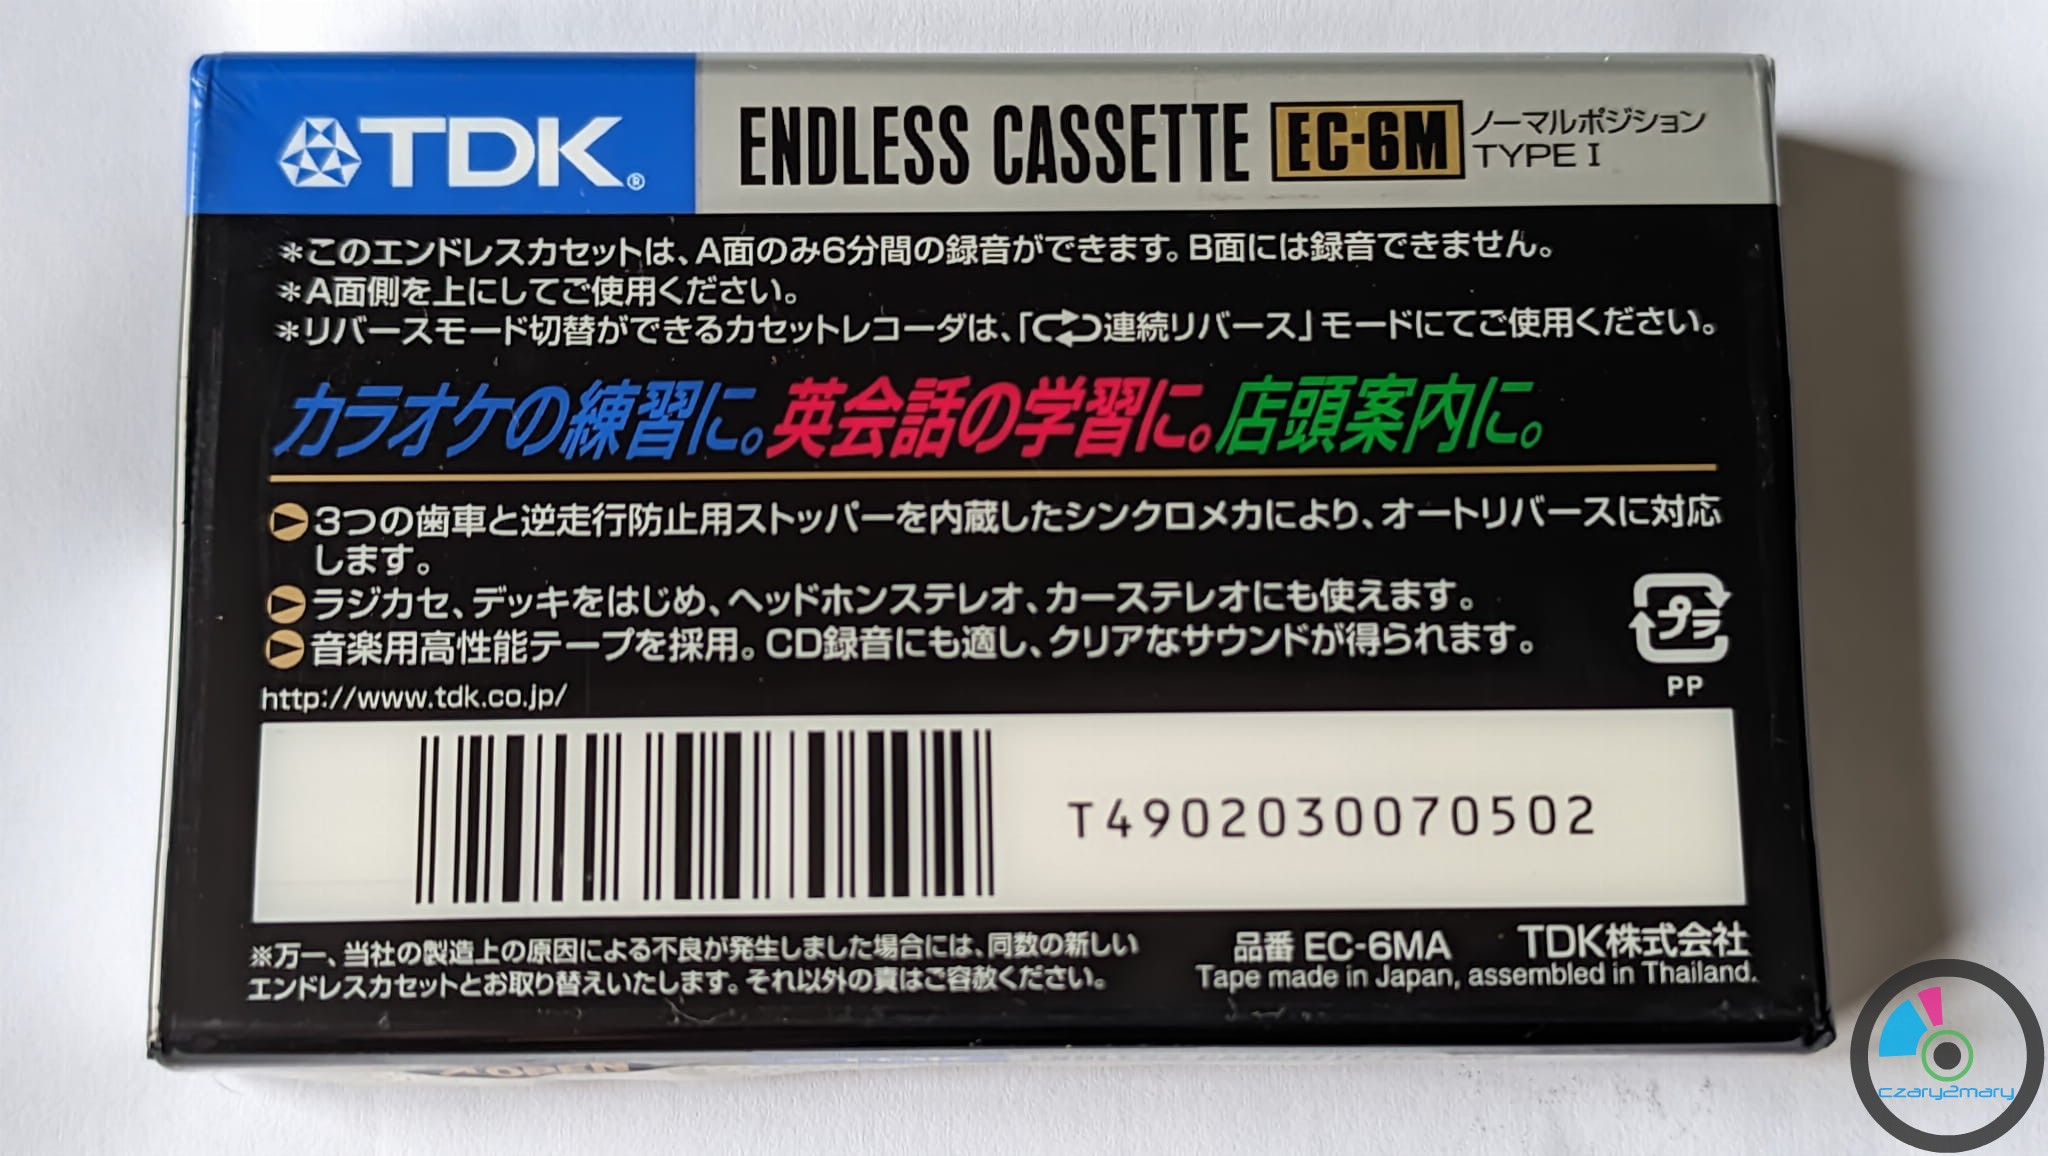 TDK®
ENDLESS CASSETTE EC-6M ノーマルポジション
TYPE I
＊このエンドレスカセットは、A面のみ6分間の録音ができます。B面には録音できません。
＊A面側を上にしてご使用ください。
＊リバースモード切替ができるカセットレコーダは、「連続リバース」モードにてご使用ください。
カラオケの練習に。英会話の学習に。店頭案内に。
3つの歯車と逆走行防止用ストッパーを内蔵したシンクロメカにより、オートリバースに対応
します。
ラジカセ、デッキをはじめ、ヘッドホンステレオ、カーステレオにも使えます。
音楽用高性能テープを採用。CD録音にも適し、クリアなサウンドが得られます。
プラ
PP
http://www.tdk.co.jp/
T4902030070502
※万一、当社の製造上の原因による不良が発生しました場合には、同数の新しい
エンドレスカセットとお取り替えいたします。それ以外の責はご容赦ください。
品番 EC-6MA TDK株式会社
Tape made in Japan, assembled in Thailand.
OPEN
czary2mary